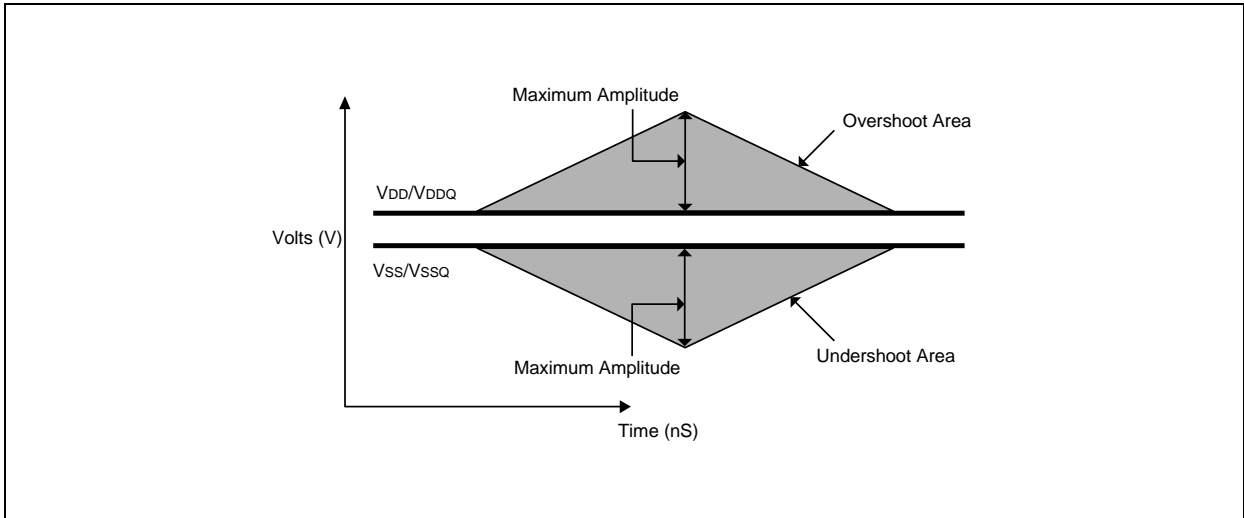 Maximum Amplitude
Overshoot Area
VDD/VDDQ
Volts (V)
VSS/VSSQ
Undershoot Area
Maximum Amplitude
Time (nS)